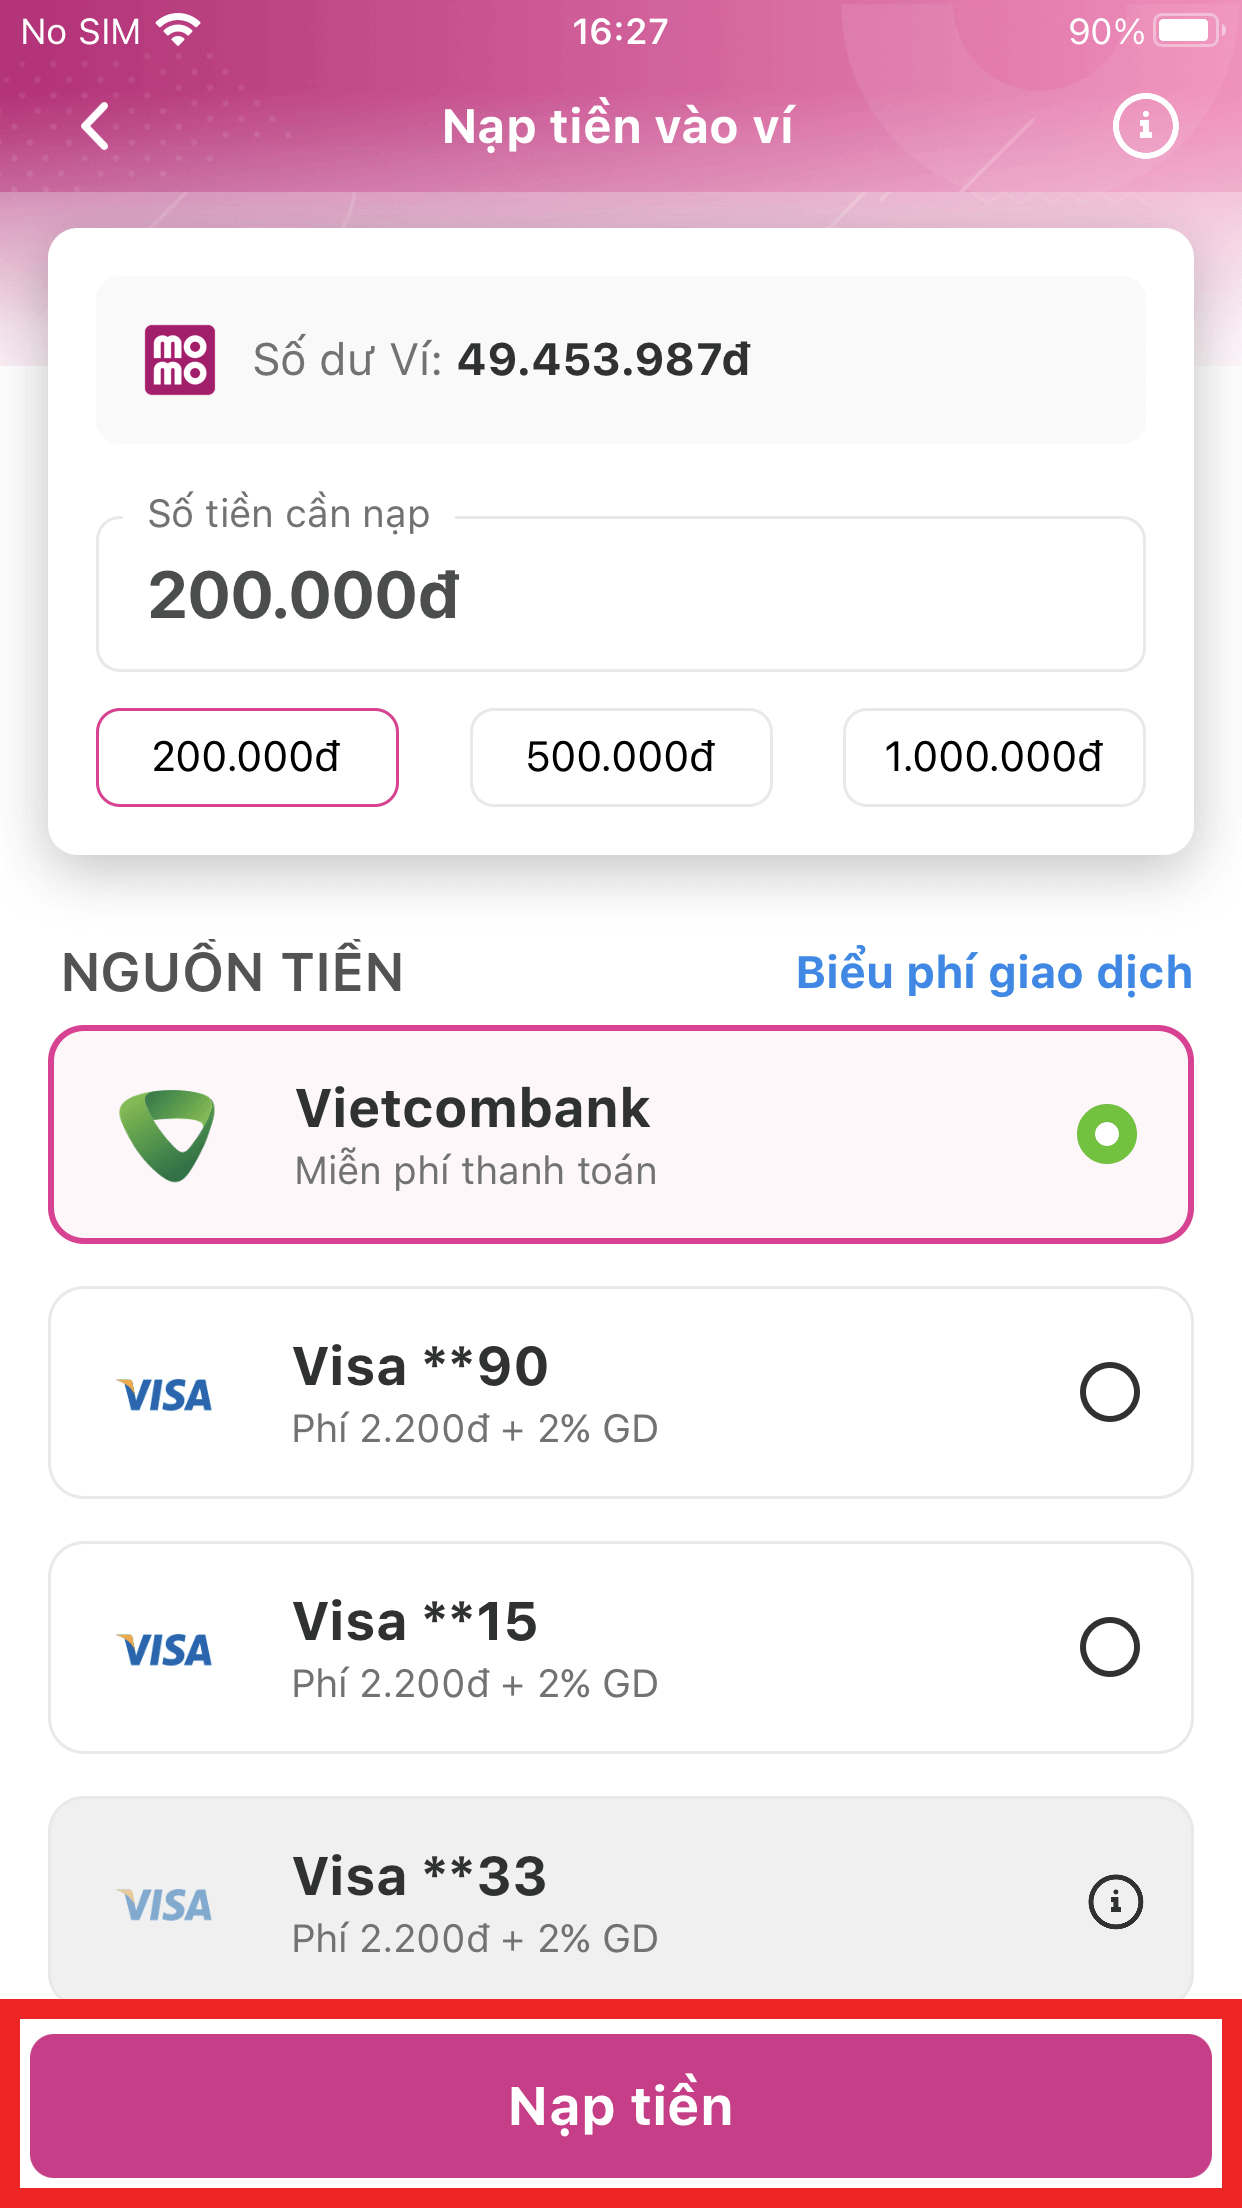 No SIM 16:27 90%
Nạp tiền vào ví
mo
mo
Số dư Ví: 49.453.987đ
Số tiền cần nạp
200.000đ
200.000đ 500.000đ 1.000.000đ
NGUỒN TIỀN Biểu phí giao dịch
Vietcombank
Miễn phí thanh toán
VISA
Visa **90
Phí 2.200đ + 2% GD
VISA
Visa **15
Phí 2.200đ + 2% GD
VISA
Visa **33
Phí 2.200đ + 2% GD
Nạp tiền